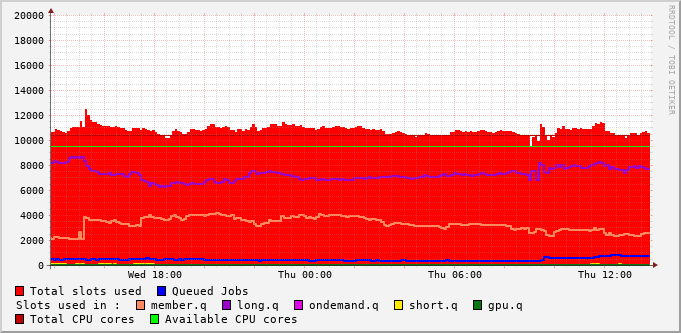 20000
18000
16000
14000
12000
10000
8000
6000
4000
2000
0
Wed 18:00 Thu 00:00 Thu 06:00 Thu 12:00
RRDTOOL / TOBI OETIKER
Total slots used Queued Jobs
Slots used in : member.q long.q ondemand.q short.q gpu.q
Total CPU cores Available CPU cores